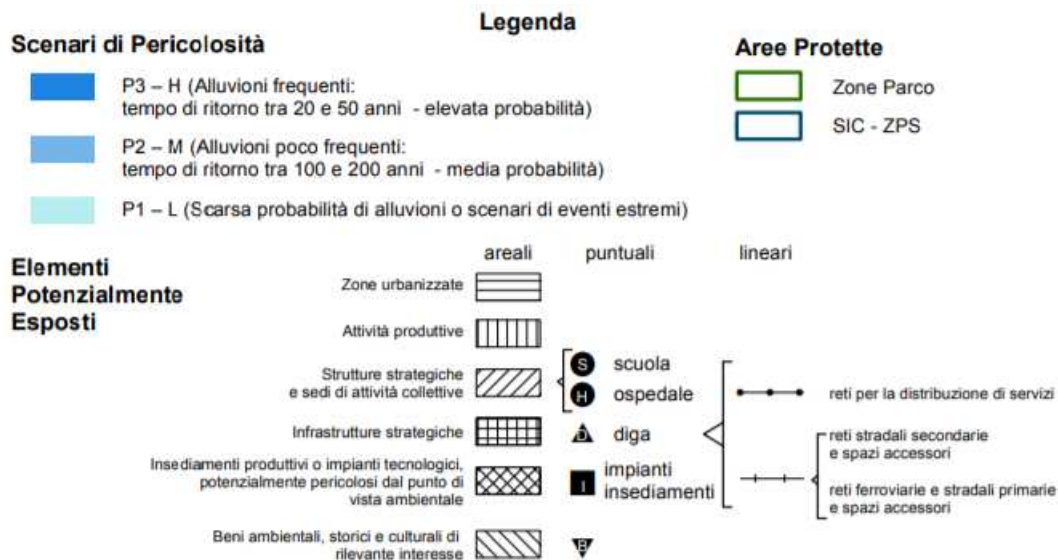 Legenda
Scenari di Pericolosità
P3 – H (Alluvioni frequenti:
tempo di ritorno tra 20 e 50 anni - elevata probabilità)
P2 – M (Alluvioni poco frequenti:
tempo di ritorno tra 100 e 200 anni - media probabilità)
P1 – L (Scarsa probabilità di alluvioni o scenari di eventi estremi)
Aree Protette
Zone Parco
SIC - ZPS
Elementi
Potenzialmente
Esposti
areali
puntuali
lineari
Zone urbanizzate
Attività produttive
Strutture strategiche
e sedi di attività collettive
S scuola
H ospedale
Infrastrutture strategiche
D diga
Insediamenti produttivi o impianti tecnologici,
potenzialmente pericolosi dal punto di
vista ambientale
I impianti
insediamenti
Beni ambientali, storici e culturali di
rilevante interesse
B
reti per la distribuzione di servizi
reti stradali secondarie
e spazi accessori
reti ferroviarie e stradali primarie
e spazi accessori